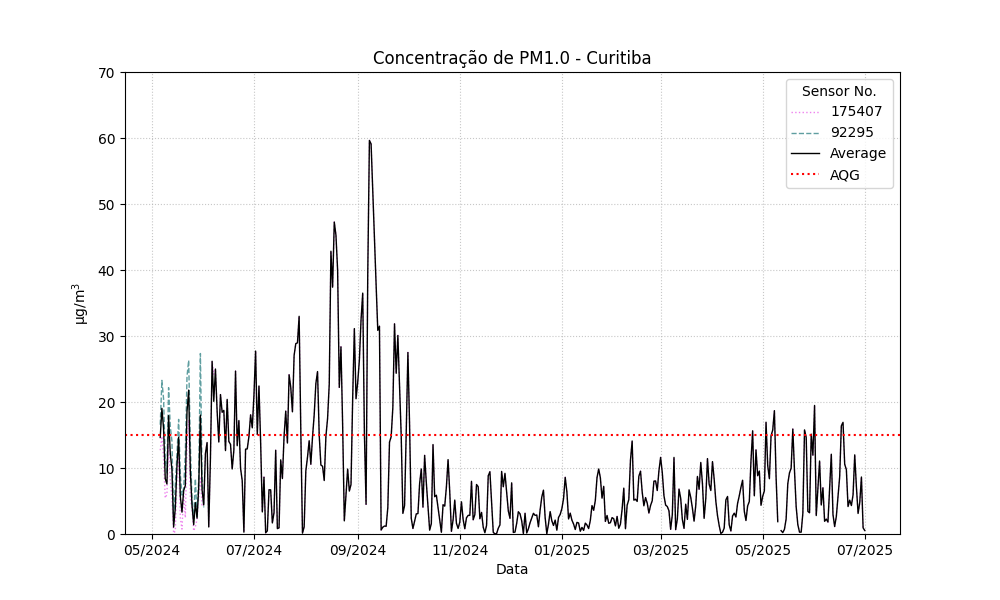 Concentração de PM1.0 - Curitiba
70
60
50
40
30
20
10
0
µg/m³
05/2024 07/2024 09/2024 11/2024 01/2025 03/2025 05/2025 07/2025
Data
Sensor No.
175407
92295
Average
AQG